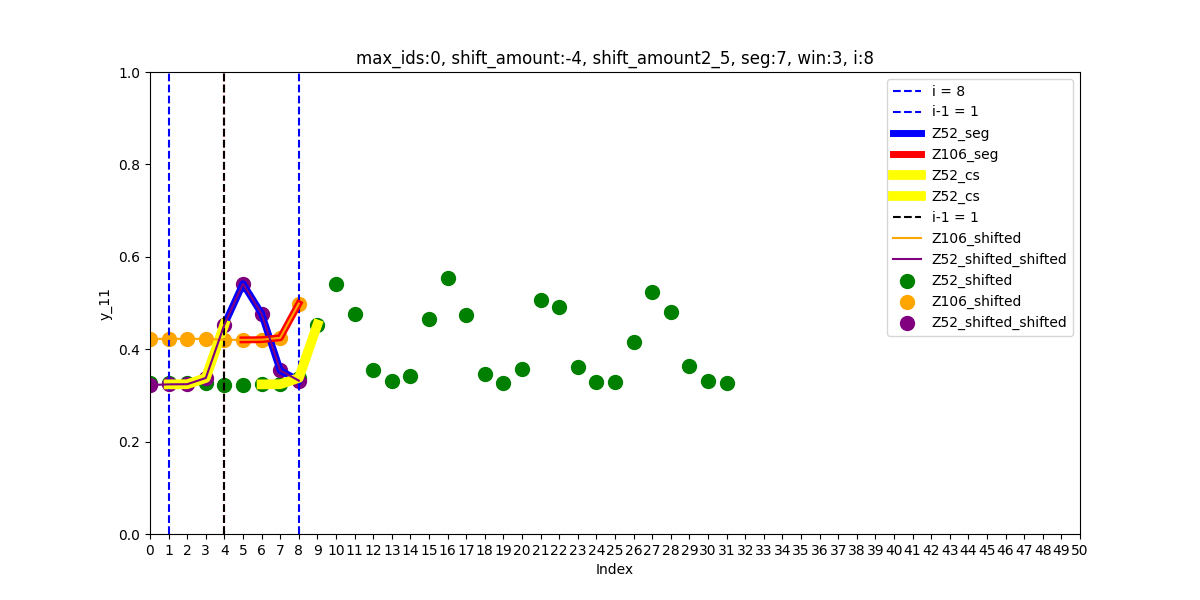 max_ids:0, shift_amount:-4, shift_amount2_5, seg:7, win:3, i:8
1.0
0.8
0.6
0.4
0.2
0.0
y_11
i = 8
i-1 = 1
Z52_seg
Z106_seg
Z52_cs
Z52_cs
i-1 = 1
Z106_shifted
Z52_shifted_shifted
Z52_shifted
Z106_shifted
Z52_shifted_shifted
0 1 2 3 4 5 6 7 8 9 10 11 12 13 14 15 16 17 18 19 20 21 22 23 24 25 26 27 28 29 30 31 32 33 34 35 36 37 38 39 40 41 42 43 44 45 46 47 48 49 50
Index